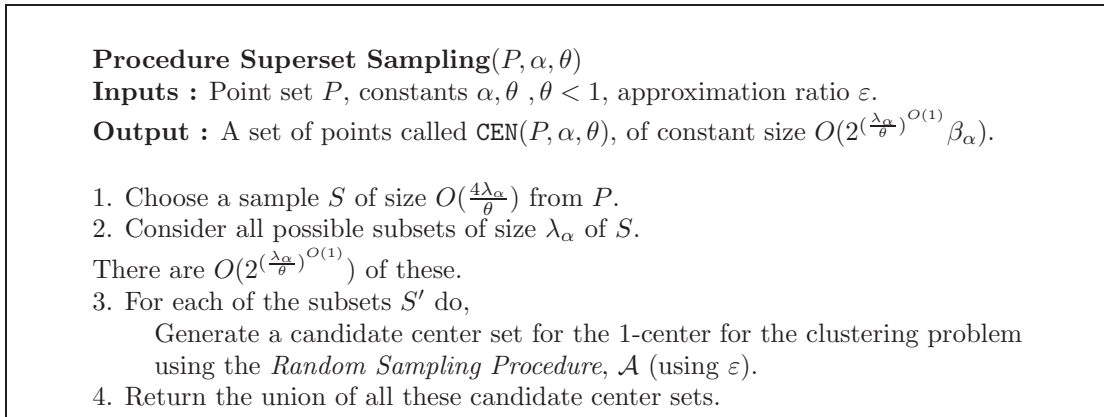 Procedure Superset Sampling(P, α, θ)
Inputs : Point set P, constants α, θ , θ < 1, approximation ratio ε.
Output : A set of points called CEN(P, α, θ), of constant size O(2^{(\frac{λ_α}{θ})^{O(1)}} β_α).
1. Choose a sample S of size O(\frac{4λ_α}{θ}) from P.
2. Consider all possible subsets of size λ_α of S.
There are O(2^{(\frac{λ_α}{θ})^{O(1)}}) of these.
3. For each of the subsets S′ do,
Generate a candidate center set for the 1-center for the clustering problem
using the Random Sampling Procedure, 𝒜 (using ε).
4. Return the union of all these candidate center sets.